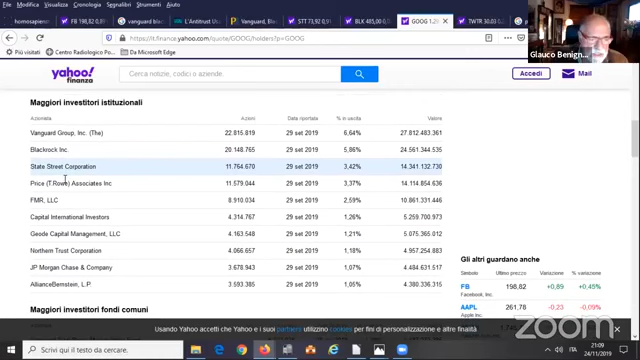 homosapiens
FB 198,82 0
vanguard black
L'Antitrust U
Vanguard, B
STT 73,92 0
BLK 485,00 0
GOOG 1.2
TWTR 30.03 0
File Modifica Visualizza Cronologia Segnalibri Strumenti Aiuto
https://it.finance.yahoo.com/quote/GOOG/holders?p=GOOG
Più visitati Centro Radiologico Po... Da Microsoft Edge
Glauco Benign...
yahoo!
finanza
Cerca notizie, codici o aziende.
Accedi
Mail
Maggiori investitori istituzionali
Azionista Azioni Data riportata % in uscita Valore
Vanguard Group, Inc. (The) 22.815.819 29 set 2019 6,64% 27.812.483.361
Blackrock Inc. 20.148.765 29 set 2019 5,86% 24.561.344.535
State Street Corporation 11.764.670 29 set 2019 3,42% 14.341.132.730
Price (T.Rowe) Associates Inc 11.579.044 29 set 2019 3,37% 14.114.854.636
FMR, LLC 8.910.034 29 set 2019 2,59% 10.861.331.446
Capital International Investors 4.314.767 29 set 2019 1,26% 5.259.700.973
Geode Capital Management, LLC 4.163.548 29 set 2019 1,21% 5.075.365.012
Northern Trust Corporation 4.066.657 29 set 2019 1,18% 4.957.254.883
JP Morgan Chase & Company 3.678.943 29 set 2019 1,07% 4.484.631.517
AllianceBernstein, L.P. 3.593.385 29 set 2019 1,05% 4.380.336.315
Gli altri guardano anche
Simbolo Ultimo prezzo Variazione % variazione
FB 198,82 +0,89 +0,45%
Facebook, Inc.
AAPL 261,78 -0,23 -0,09%
Apple Inc.
Maggiori investitori fondi comuni
Usando Yahoo accetti che Yahoo e i suoi partners utilizzino cookies per fini di personalizzazione e altre finalità
zoom
Scrivi qui il testo da cercare.
21:09
24/11/2019